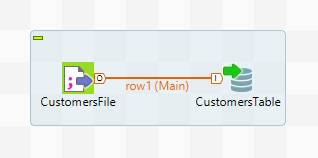 O
I
row1 (Main)
CustomersFile
CustomersTable